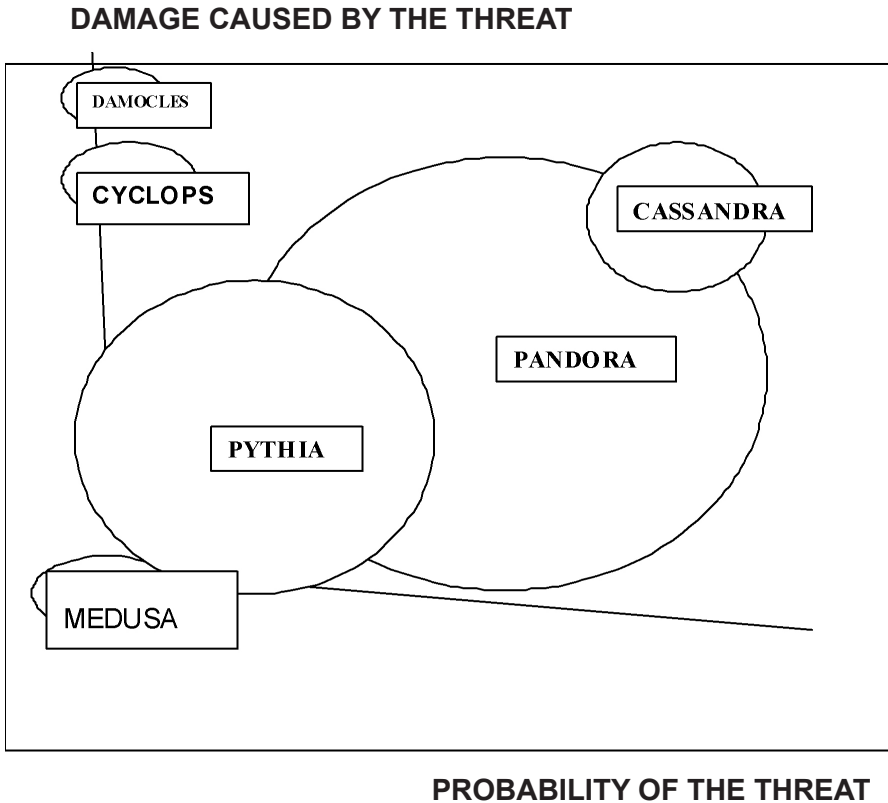 DAMAGE CAUSED BY THE THREAT
DAMOCLES
CYCLOPS
CASSANDRA
PANDORA
PYTHIA
MEDUSA
PROBABILITY OF THE THREAT